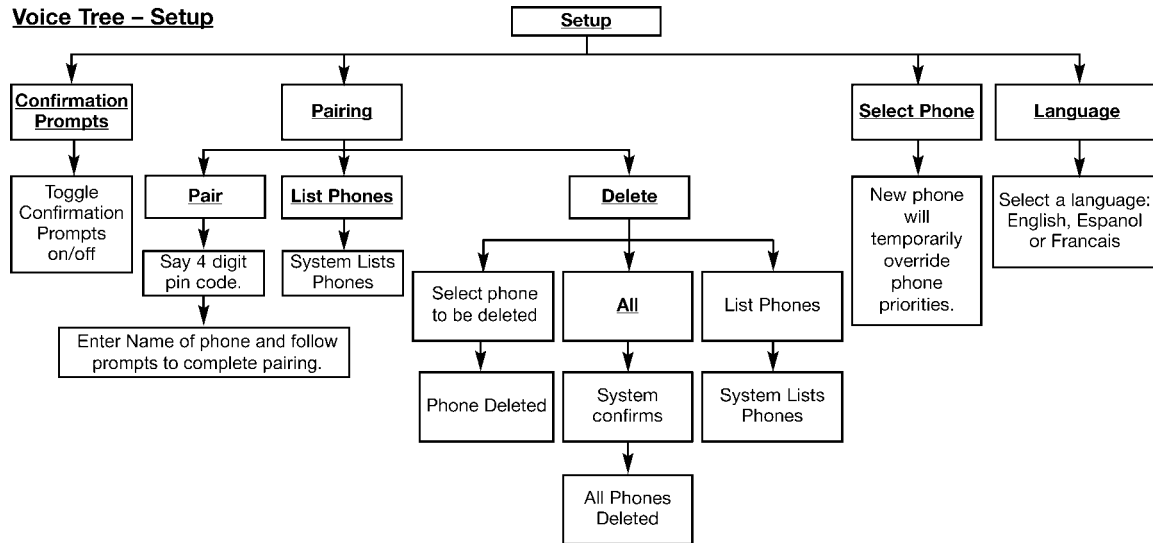 Voice Tree – Setup
Setup
Confirmation
Prompts
Pairing
Select Phone
Language
Toggle
Confirmation
Prompts
on/off
Pair
List Phones
Delete
New phone
will
temporarily
override
phone
priorities.
Select a language:
English, Espanol
or Francais
Say 4 digit
pin code.
System Lists
Phones
Select phone
to be deleted
All
List Phones
Enter Name of phone and follow
prompts to complete pairing.
Phone Deleted
System
confirms
System Lists
Phones
All Phones
Deleted